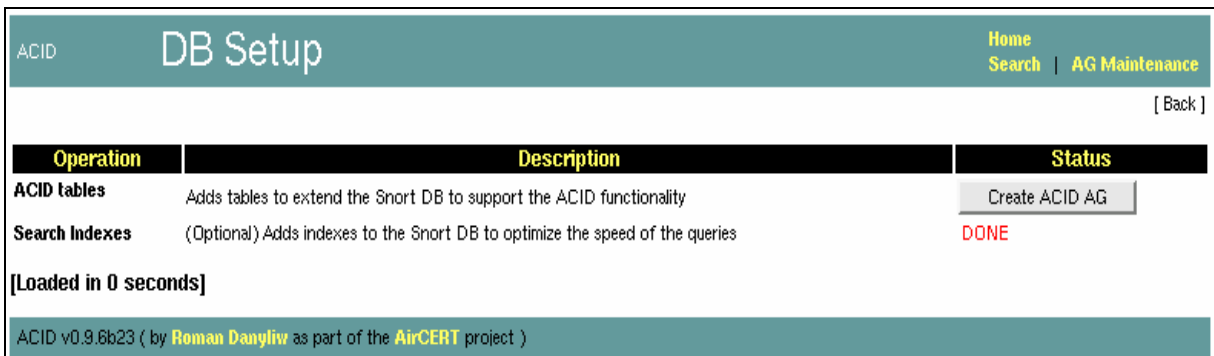 ACID DB Setup Home
Search | AG Maintenance
[ Back ]
Operation Description Status
ACID tables Adds tables to extend the Snort DB to support the ACID functionality Create ACID AG
Search Indexes (Optional) Adds indexes to the Snort DB to optimize the speed of the queries DONE
[Loaded in 0 seconds]
ACID v0.9.6b23 ( by Roman Danyliw as part of the AirCERT project )